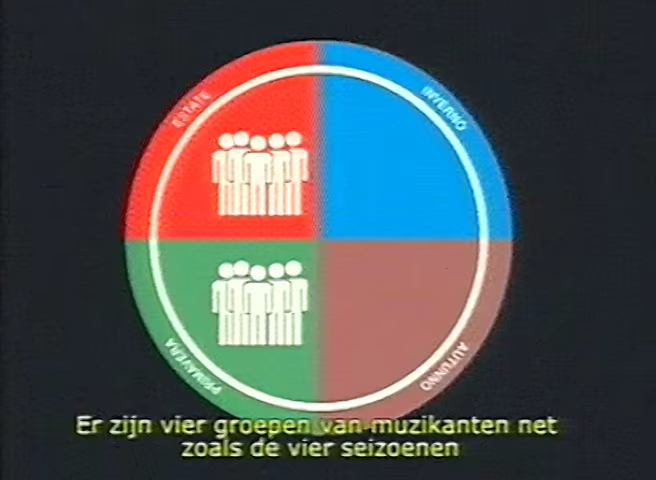 ESTATE
INVERNO
PRIMAVERA
AUTUNNO
Er zijn vier groepen van muzikanten net
zoals de vier seizoenen